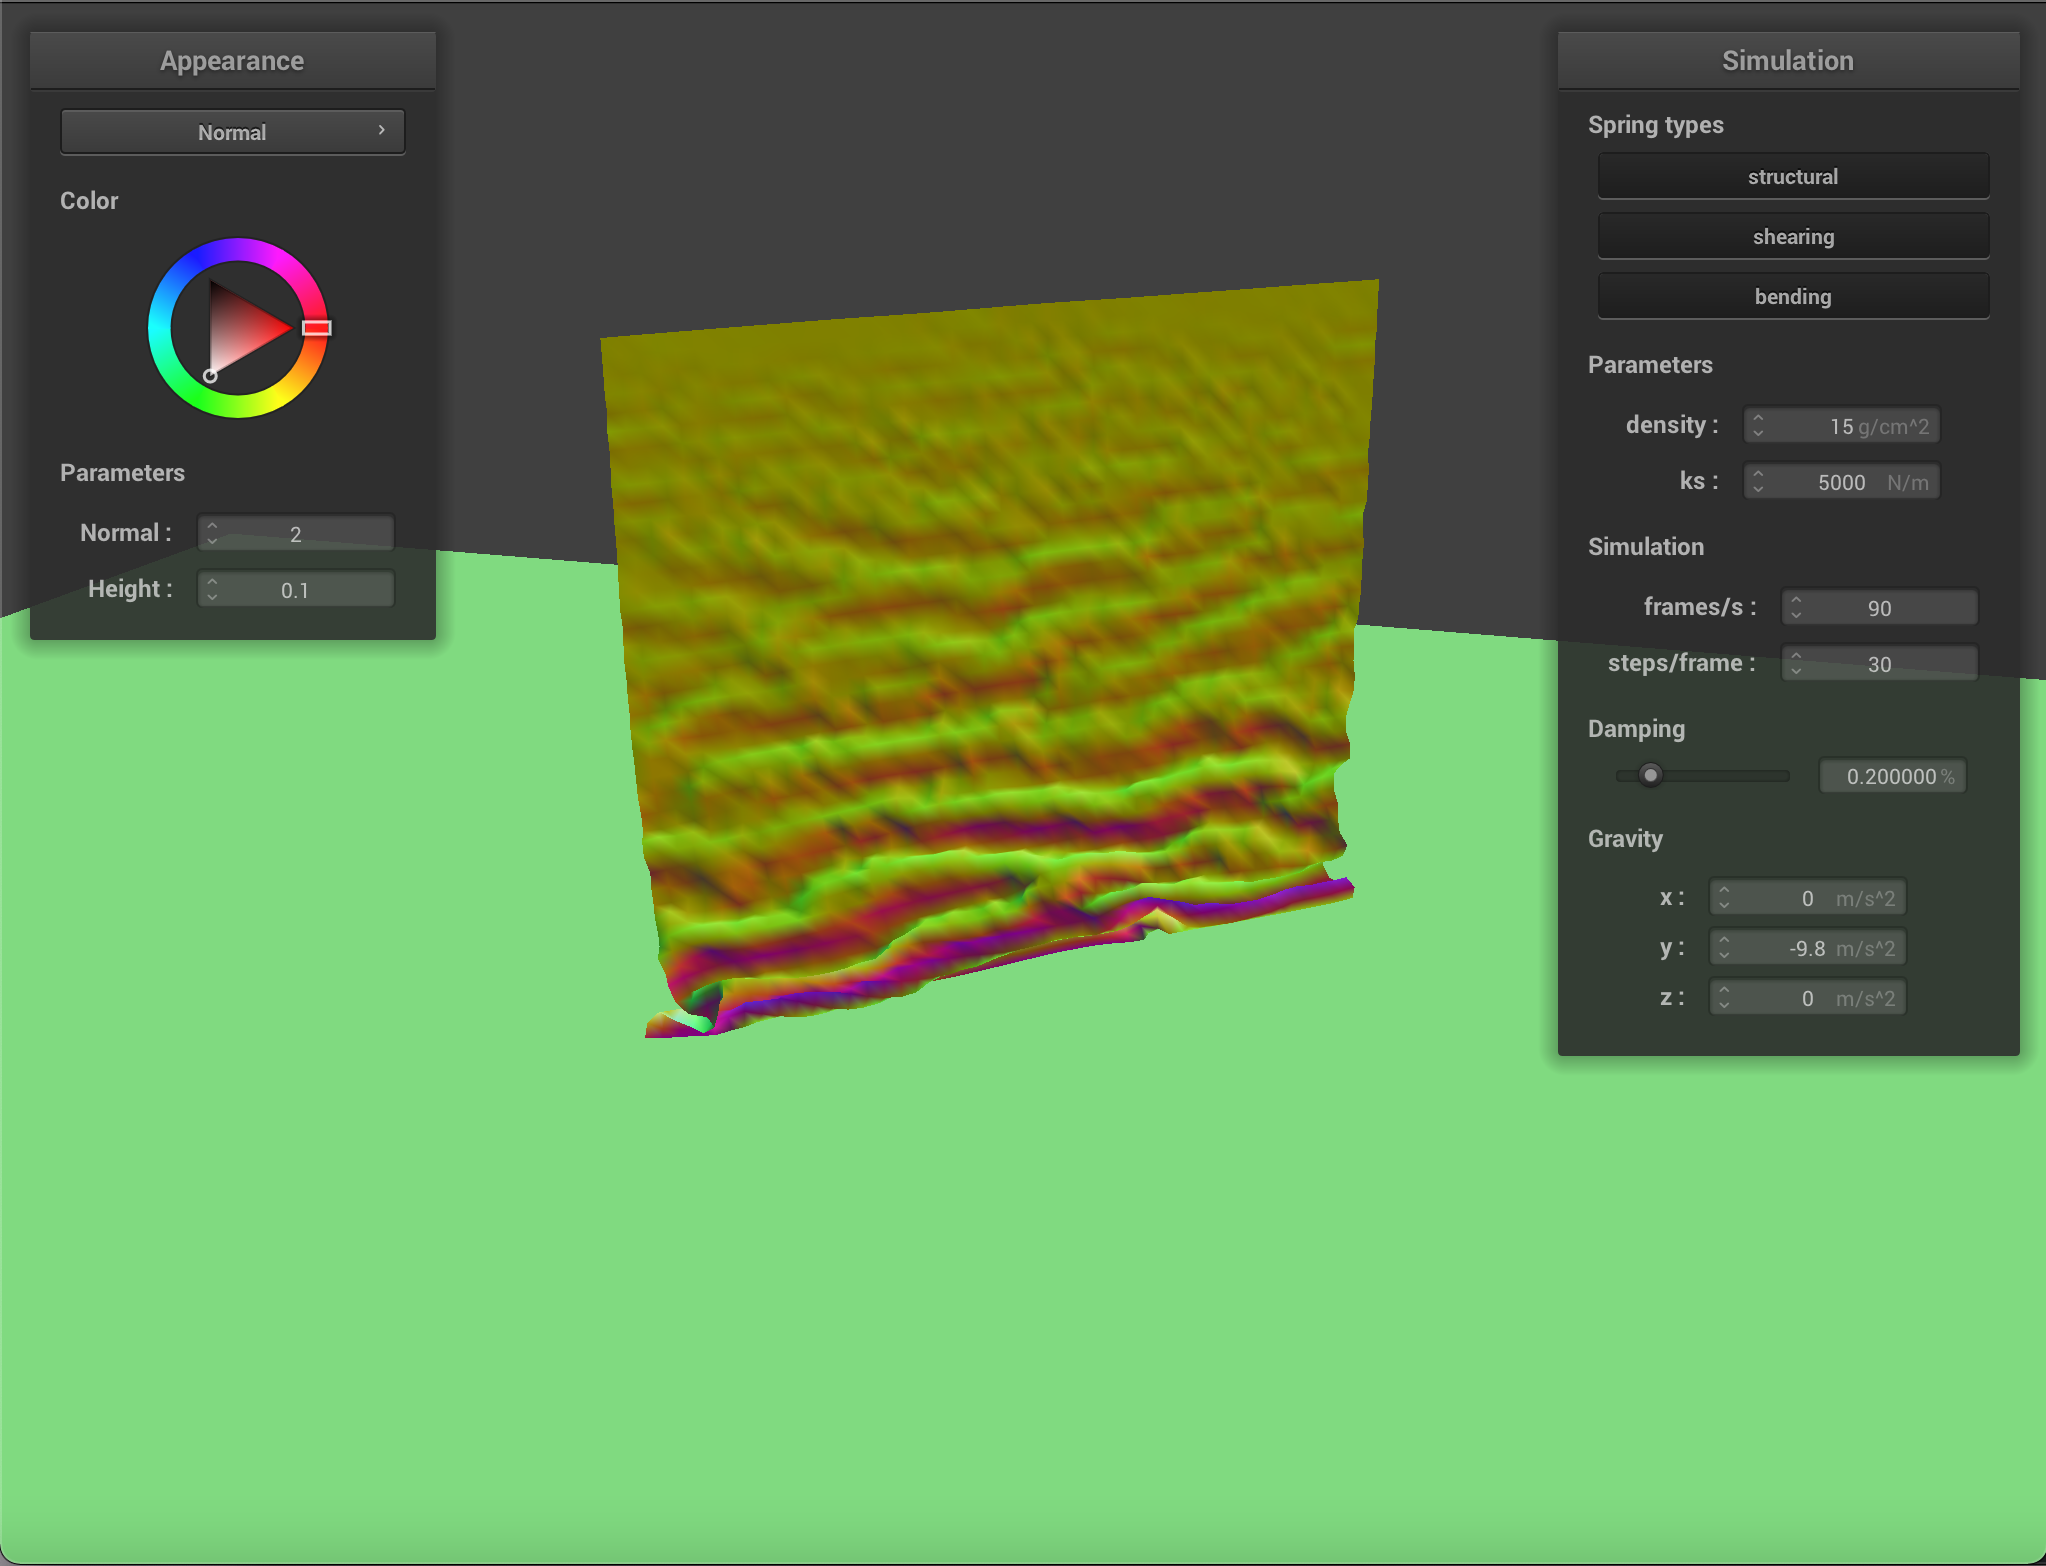 Appearance
Normal
Color
Parameters
Normal : 2
Height : 0.1
Simulation
Spring types
structural
shearing
bending
Parameters
density : 15 g/cm^2
ks : 5000 N/m
Simulation
frames/s : 90
steps/frame : 30
Damping
0.200000 %
Gravity
x : 0 m/s^2
y : -9.8 m/s^2
z : 0 m/s^2